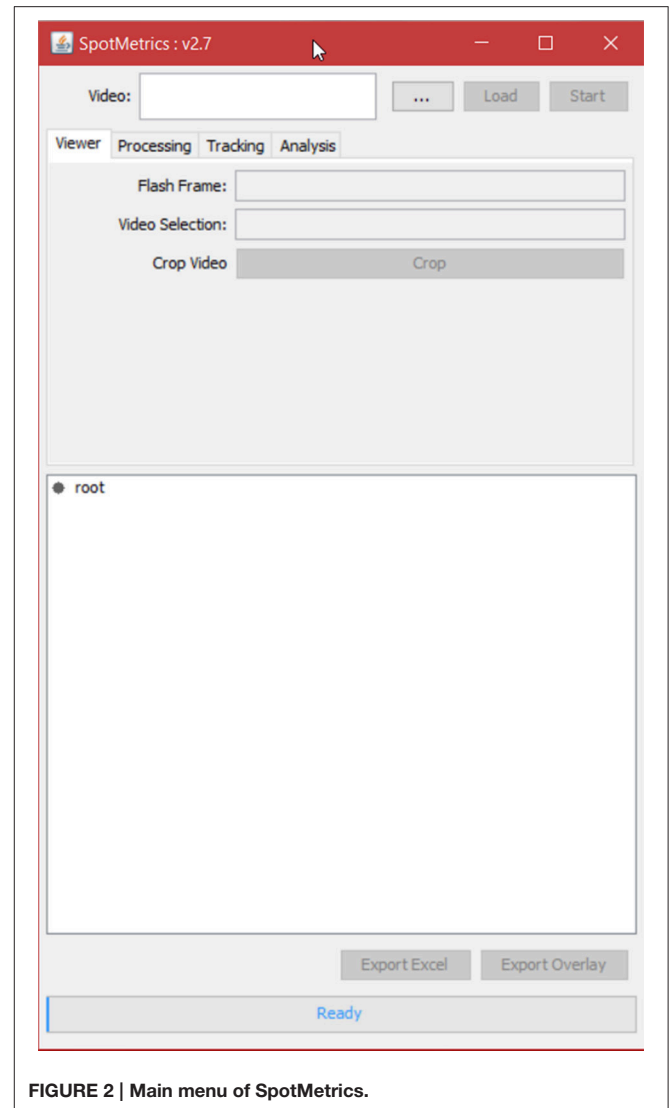 SpotMetrics : v2.7
Video:
...
Load
Start
Viewer Processing Tracking Analysis
Flash Frame:
Video Selection:
Crop Video
Crop
root
Export Excel
Export Overlay
Ready
FIGURE 2 | Main menu of SpotMetrics.